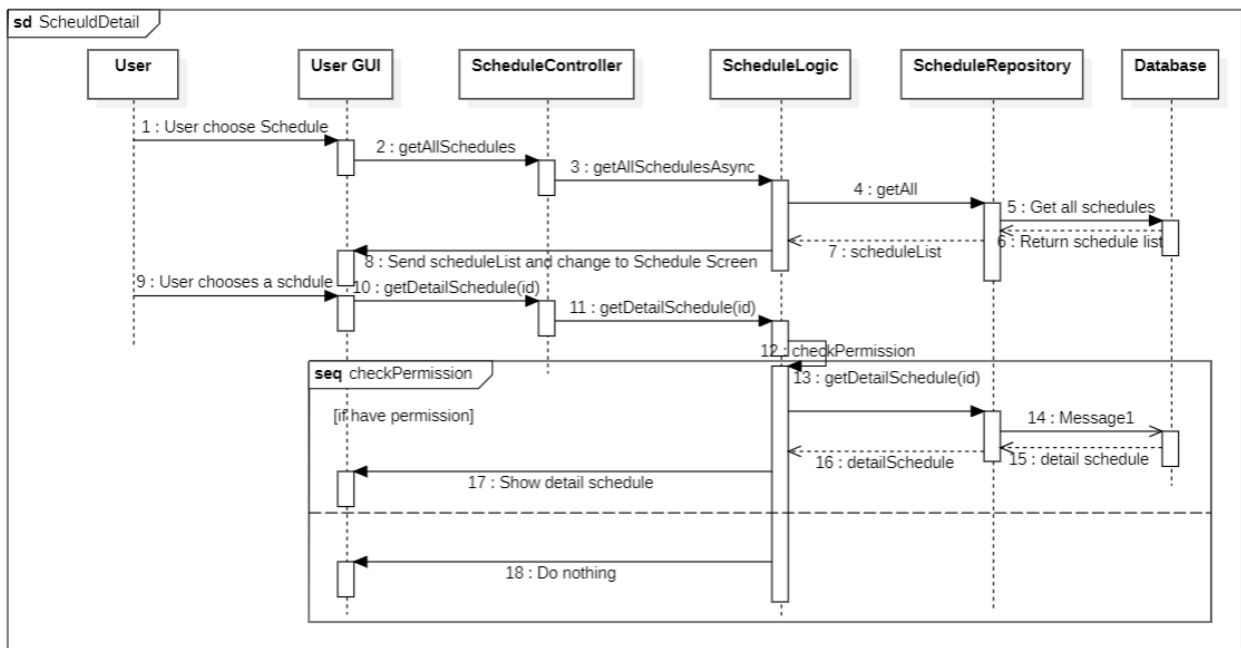 sd ScheuldDetail
User
User GUI
ScheduleController
ScheduleLogic
ScheduleRepository
Database
1 : User choose Schedule
2 : getAllSchedules
3 : getAllSchedulesAsync
4 : getAll
5 : Get all schedules
6 : Return schedule list
7 : scheduleList
8 : Send scheduleList and change to Schedule Screen
9 : User chooses a schdule
10 : getDetailSchedule(id)
11 : getDetailSchedule(id)
12 : checkPermission
seq checkPermission
13 : getDetailSchedule(id)
[if have permission]
14 : Message1
15 : detail schedule
16 : detailSchedule
17 : Show detail schedule
18 : Do nothing